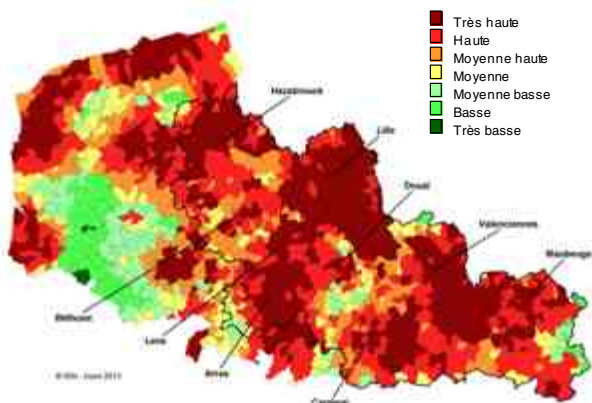 Très haute
Haute
Moyenne haute
Moyenne
Moyenne basse
Basse
Très basse
Hazebrouck
Lille
Douai
Valenciennes
Maubeuge
Béthune
Lens
Arras
Cambrai